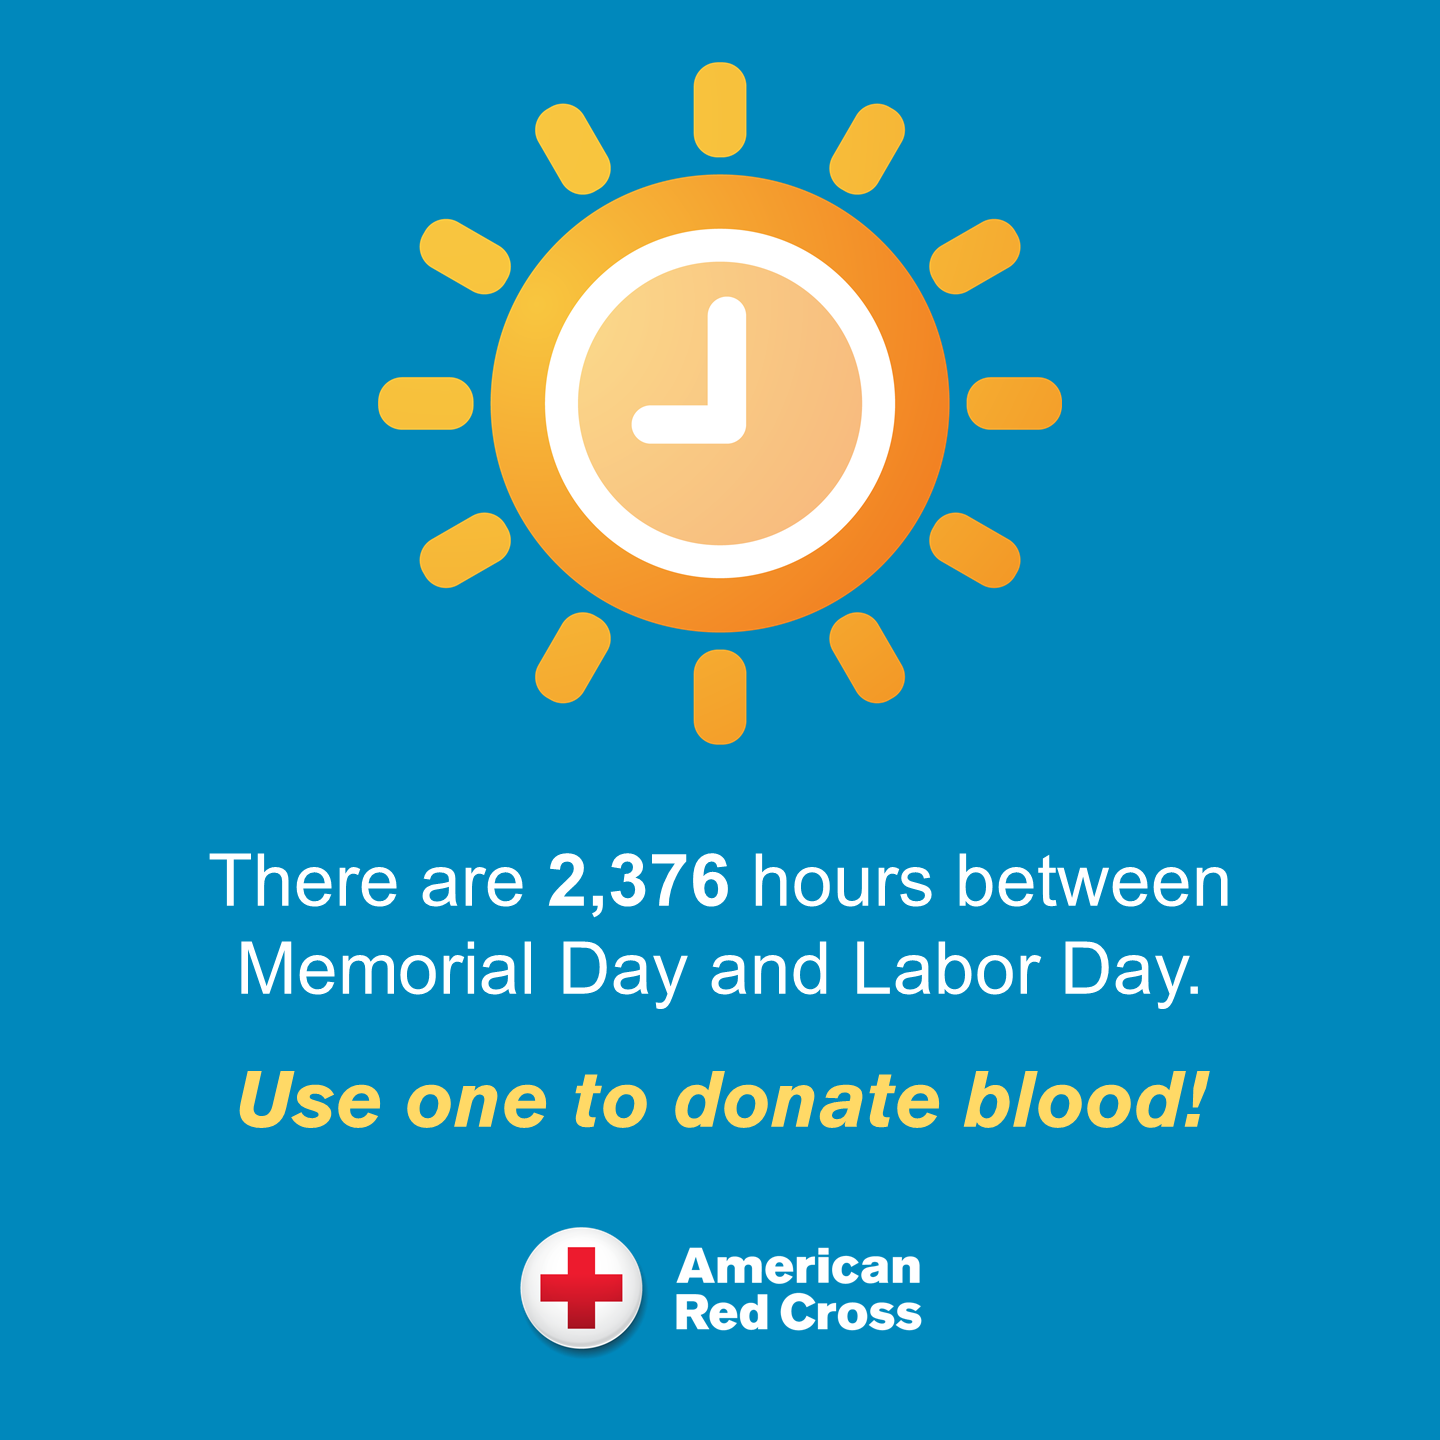 There are 2,376 hours between
Memorial Day and Labor Day.
Use one to donate blood!
American
Red Cross